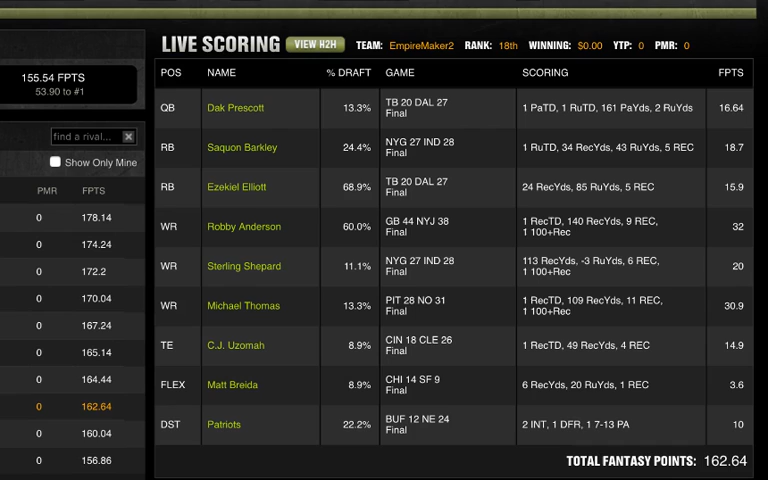 LIVE SCORING VIEW H2H TEAM: EmpireMaker2 RANK: 18th WINNING: $0.00 YTP: 0 PMR: 0
155.54 FPTS
53.90 to #1
find a rival...
Show Only Mine
PMR FPTS
0 178.14
0 174.24
0 172.2
0 170.04
0 167.24
0 165.14
0 164.44
0 162.64
0 160.04
0 156.86
POS NAME % DRAFT GAME SCORING FPTS
QB Dak Prescott 13.3% TB 20 DAL 27 1 PaTD, 1 RuTD, 161 PaYds, 2 RuYds 16.64
Final
RB Saquon Barkley 24.4% NYG 27 IND 28 1 RuTD, 34 RecYds, 43 RuYds, 5 REC 18.7
Final
RB Ezekiel Elliott 68.9% TB 20 DAL 27 24 RecYds, 85 RuYds, 5 REC 15.9
Final
WR Robby Anderson 60.0% GB 44 NYJ 38 1 RecTD, 140 RecYds, 9 REC, 32
Final 1 100+Rec
WR Sterling Shepard 11.1% NYG 27 IND 28 113 RecYds, -3 RuYds, 6 REC, 20
Final 1 100+Rec
WR Michael Thomas 13.3% PIT 28 NO 31 1 RecTD, 109 RecYds, 11 REC, 30.9
Final 1 100+Rec
TE C.J. Uzomah 8.9% CIN 18 CLE 26 1 RecTD, 49 RecYds, 4 REC 14.9
Final
FLEX Matt Breida 8.9% CHI 14 SF 9 6 RecYds, 20 RuYds, 1 REC 3.6
Final
DST Patriots 22.2% BUF 12 NE 24 2 INT, 1 DFR, 1 7-13 PA 10
Final
TOTAL FANTASY POINTS: 162.64